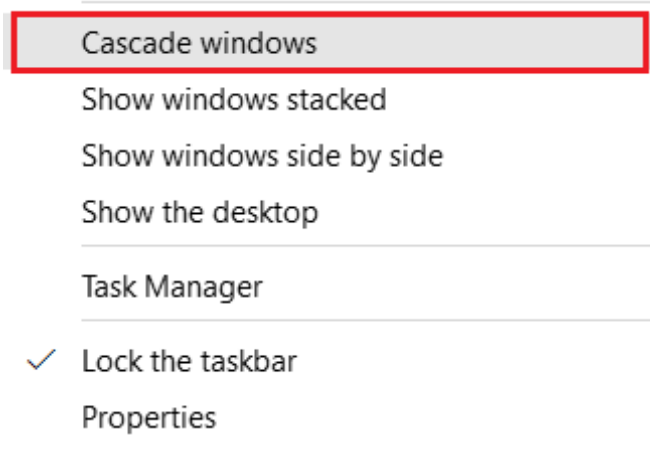 Cascade windows
Show windows stacked
Show windows side by side
Show the desktop
Task Manager
Lock the taskbar
Properties